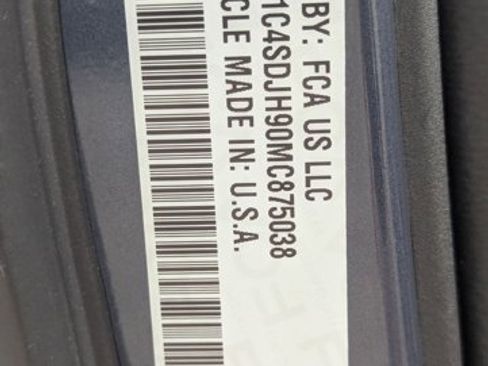 BY: FCA US LLC
1C4SDJH90MC875038
CLE MADE IN: U.S.A.